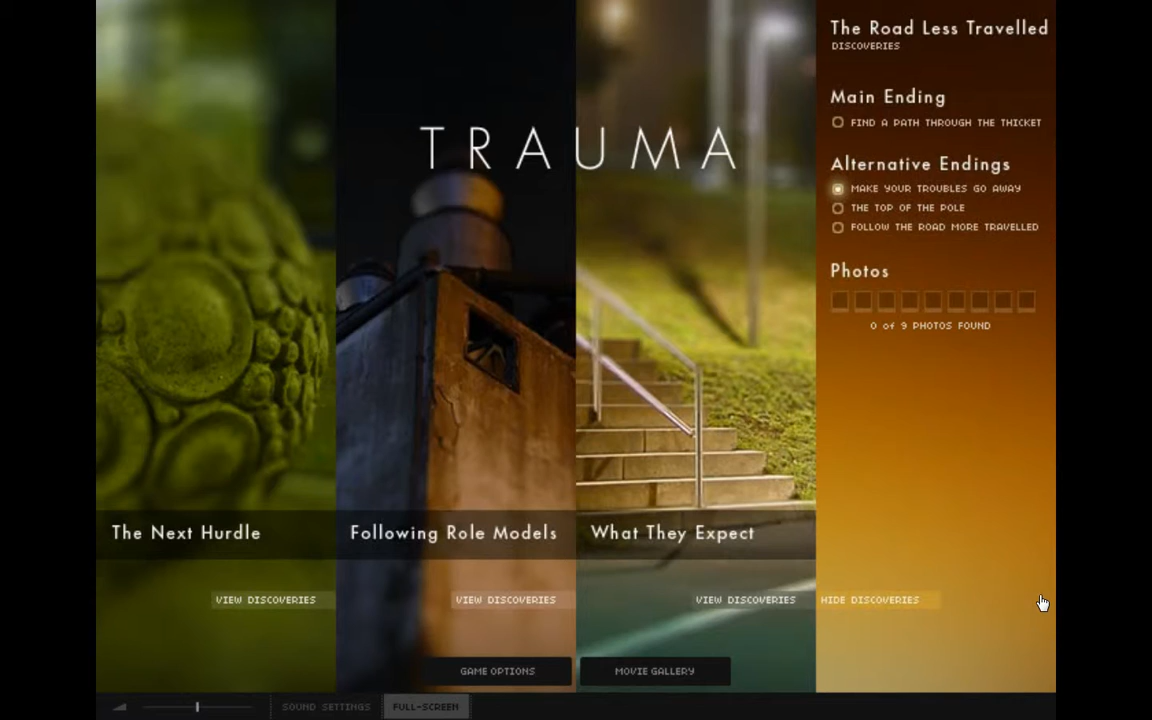 TRAUMA
The Next Hurdle
VIEW DISCOVERIES
Following Role Models
VIEW DISCOVERIES
What They Expect
VIEW DISCOVERIES
The Road Less Travelled
DISCOVERIES
Main Ending
FIND A PATH THROUGH THE THICKET
Alternative Endings
MAKE YOUR TROUBLES GO AWAY
THE TOP OF THE POLE
FOLLOW THE ROAD MORE TRAVELLED
Photos
0 of 9 PHOTOS FOUND
HIDE DISCOVERIES
GAME OPTIONS
MOVIE GALLERY
SOUND SETTINGS
FULL-SCREEN